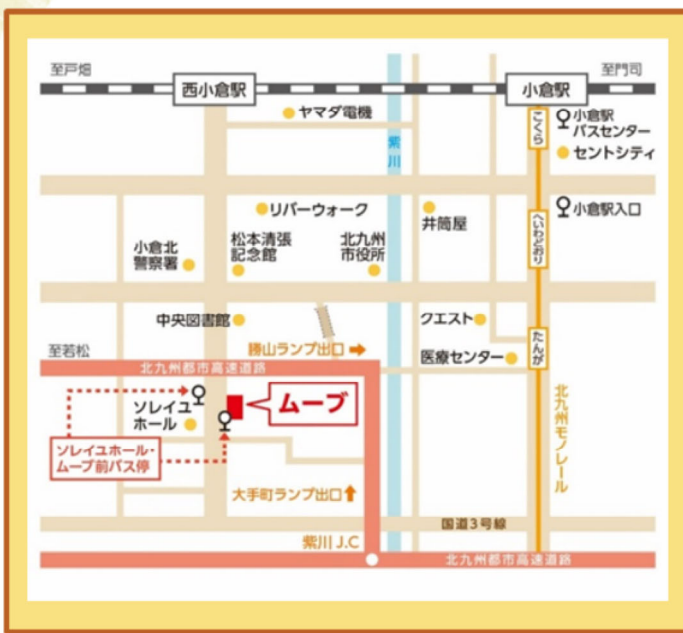 至戸畑
至門司
西小倉駅
小倉駅
ヤマダ電機
紫川
こくら
小倉駅
バスセンター
セントシティ
リバーウォーク
井筒屋
へいわどおり
小倉駅入口
小倉北
警察署
松本清張
記念館
北九州
市役所
中央図書館
クエスト
たんが
至若松
勝山ランプ出口
医療センター
北九州都市高速道路
ソレイユ
ホール
ムーブ
北九州モノレール
ソレイユホール・
ムーブ前バス停
大手町ランプ出口
国道3号線
紫川 J.C
北九州都市高速道路